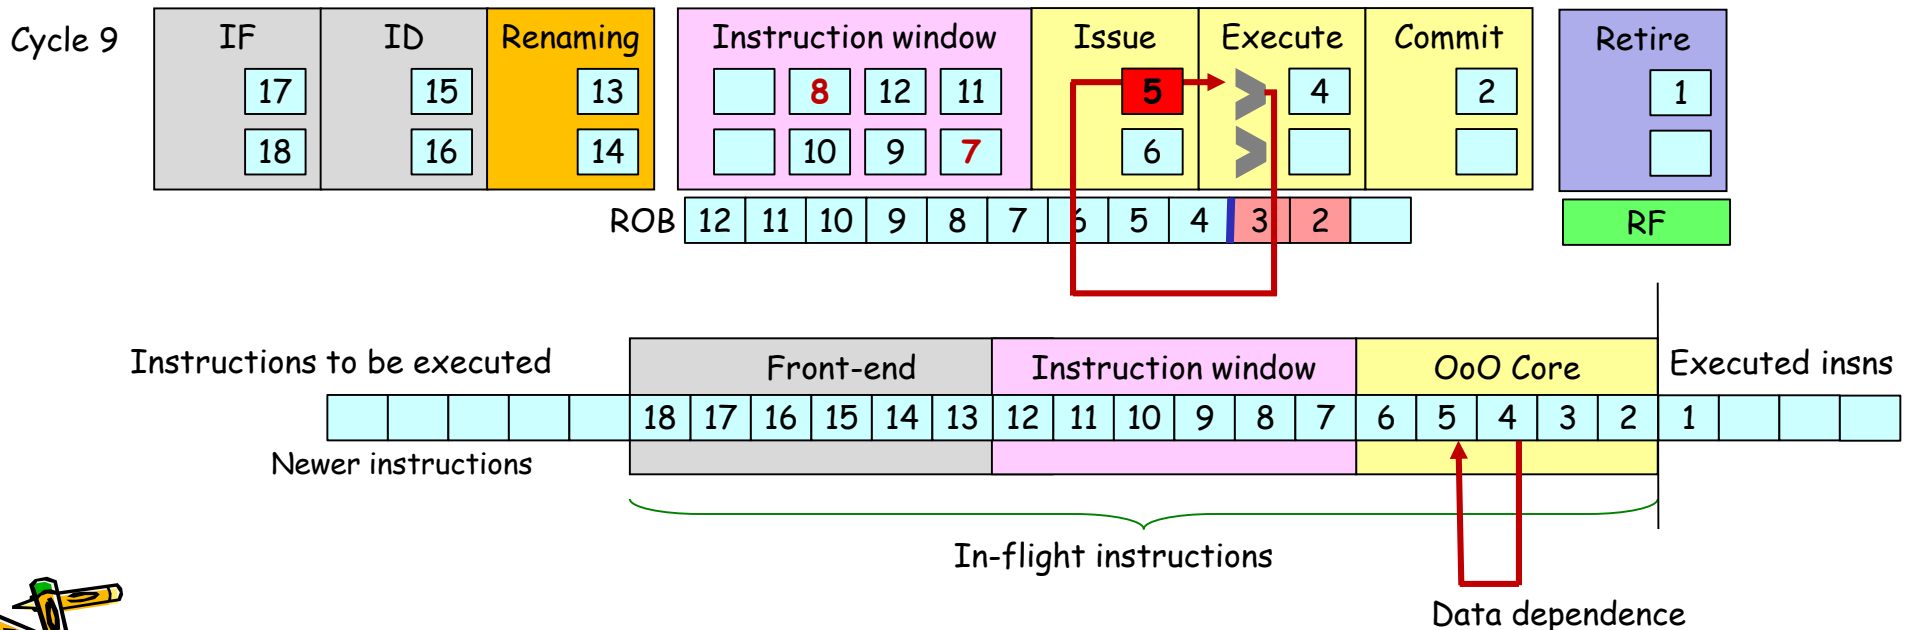 Cycle 9
IF ID Renaming Instruction window Issue Execute Commit Retire
17 15 13 8 12 11 5 4 2 1
18 16 14 10 9 7 6
ROB 12 11 10 9 8 7 6 5 4 3 2 RF
Instructions to be executed Front-end Instruction window OoO Core Executed insns
18 17 16 15 14 13 12 11 10 9 8 7 6 5 4 3 2 1
Newer instructions
In-flight instructions
Data dependence